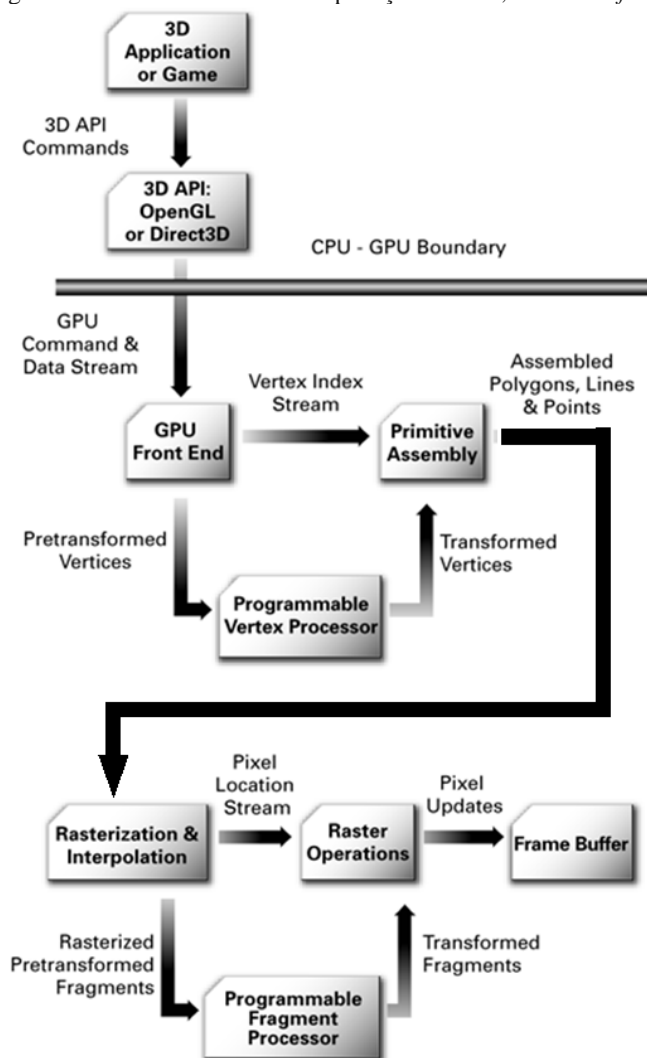 3D
Application
or Game
3D API
Commands
3D API:
OpenGL
or Direct3D
CPU - GPU Boundary
GPU
Command &
Data Stream
Vertex Index
Stream
Assembled
Polygons, Lines
& Points
GPU
Front End
Primitive
Assembly
Pretransformed
Vertices
Transformed
Vertices
Programmable
Vertex Processor
Pixel
Location
Stream
Pixel
Updates
Rasterization &
Interpolation
Raster
Operations
Frame Buffer
Rasterized
Pretransformed
Fragments
Transformed
Fragments
Programmable
Fragment
Processor